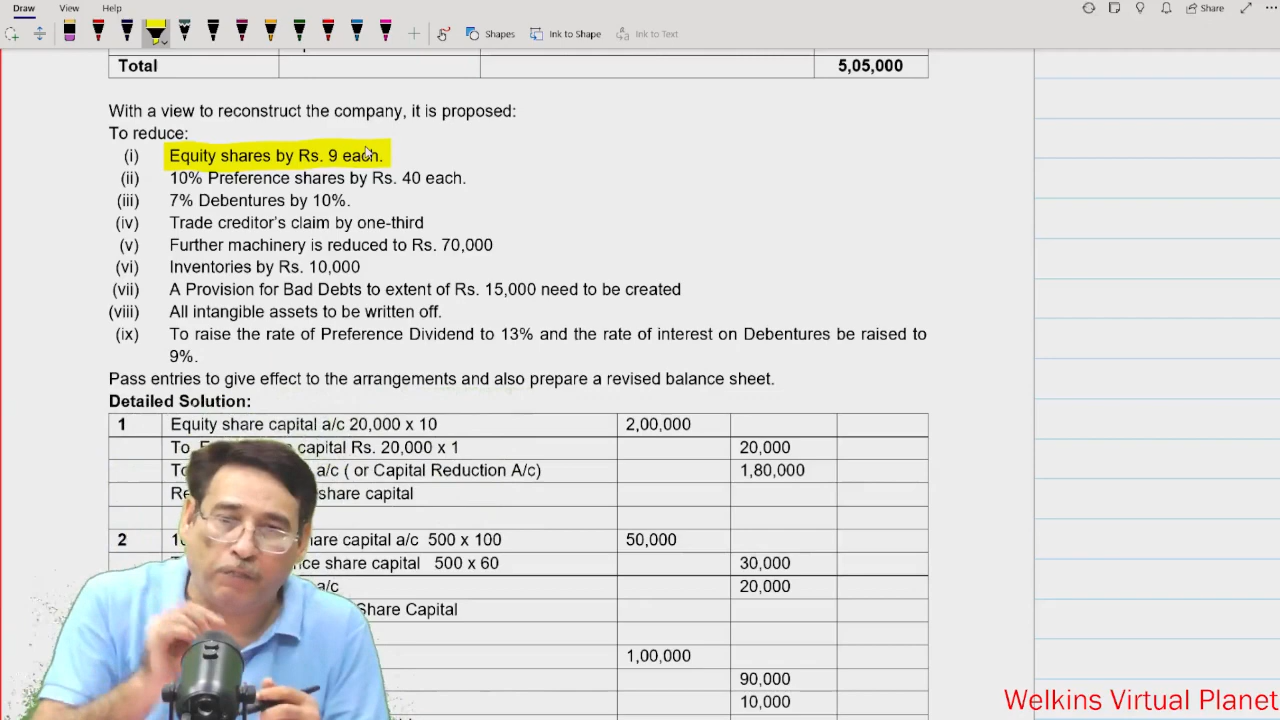 Draw View Help
Share
Shapes Ink to Shape Ink to Text
Total 5,05,000
With a view to reconstruct the company, it is proposed:
To reduce:
(i) Equity shares by Rs. 9 each.
(ii) 10% Preference shares by Rs. 40 each.
(iii) 7% Debentures by 10%.
(iv) Trade creditor's claim by one-third
(v) Further machinery is reduced to Rs. 70,000
(vi) Inventories by Rs. 10,000
(vii) A Provision for Bad Debts to extent of Rs. 15,000 need to be created
(viii) All intangible assets to be written off.
(ix) To raise the rate of Preference Dividend to 13% and the rate of interest on Debentures be raised to
9%.
Pass entries to give effect to the arrangements and also prepare a revised balance sheet.
Detailed Solution:
1 Equity share capital a/c 20,000 x 10 2,00,000
To capital Rs. 20,000 x 1 20,000
a/c ( or Capital Reduction A/c) 1,80,000
share capital
2 capital a/c 500 x 100 50,000
share capital 500 x 60 30,000
a/c 20,000
Share Capital
1,00,000
90,000
10,000
Welkins Virtual Planet